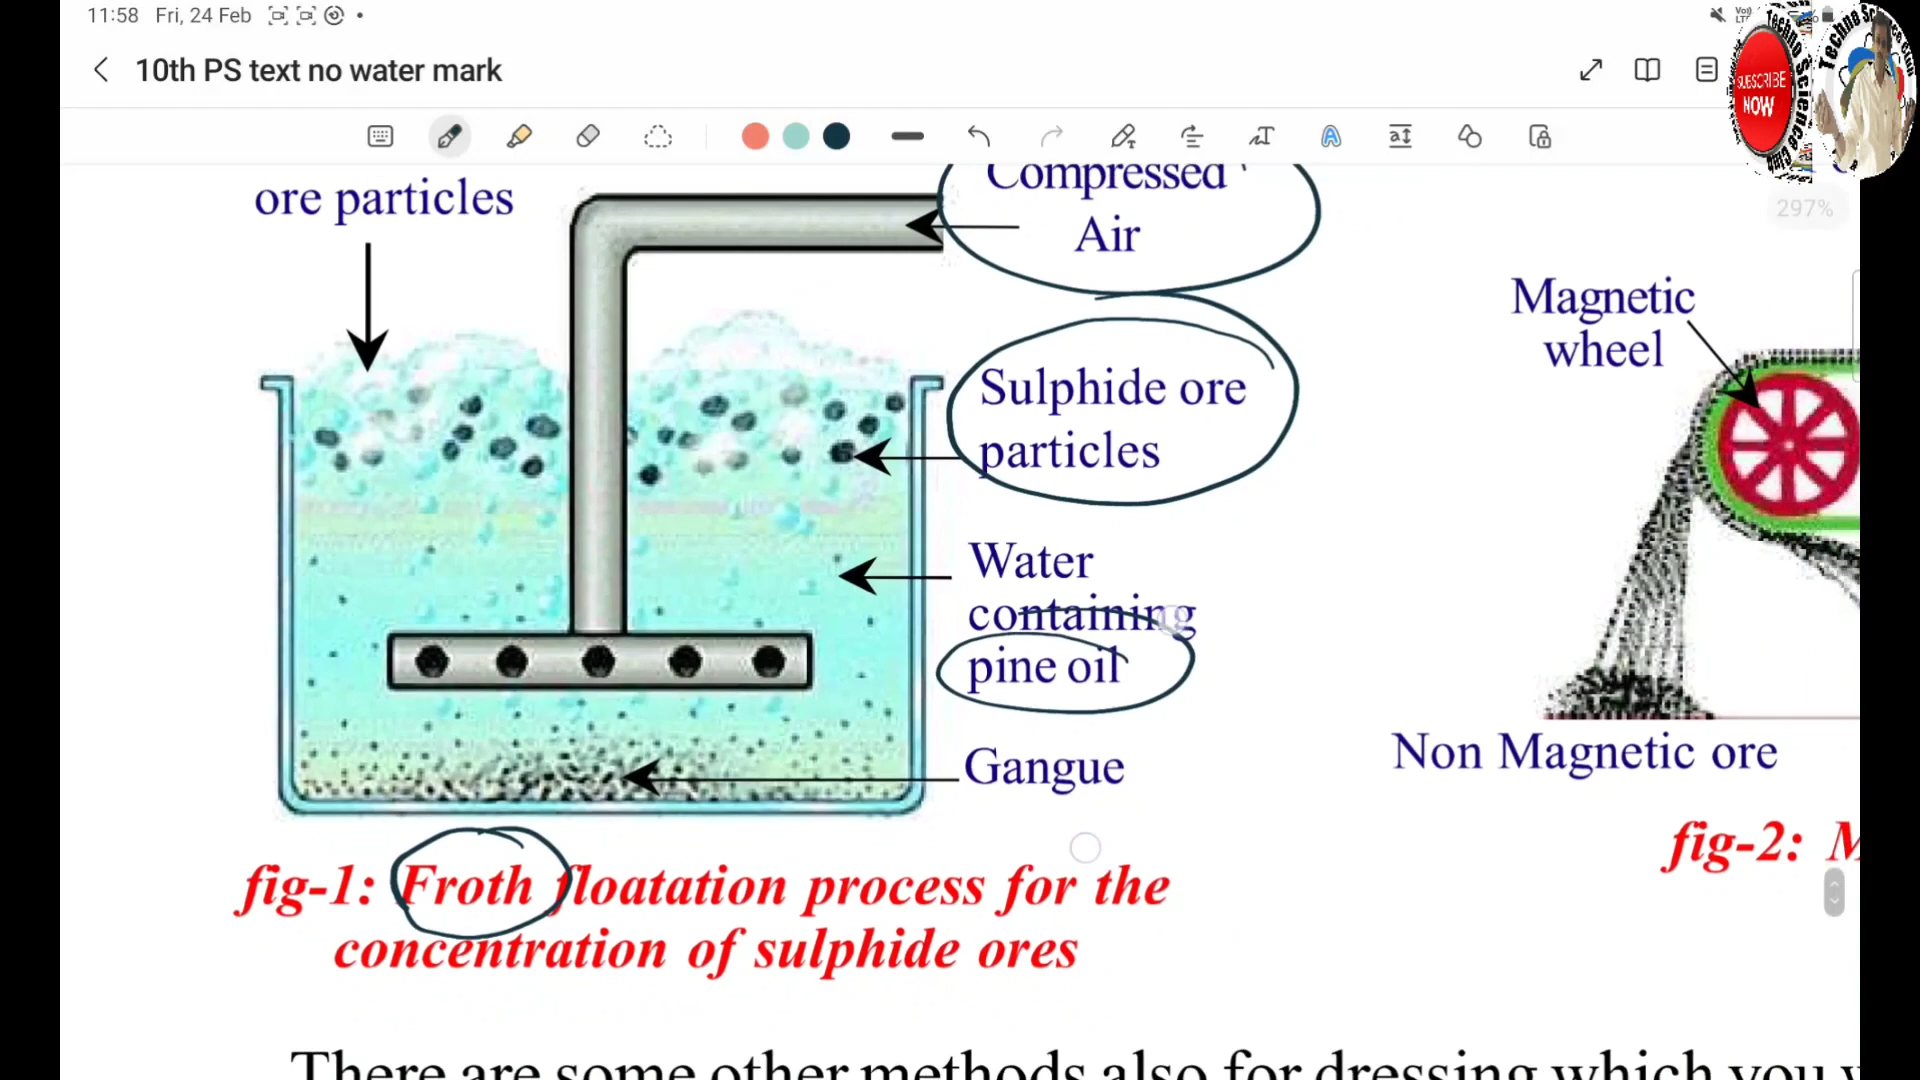 11:58 Fri, 24 Feb
10th PS text no water mark
SUBSCRIBE
NOW
297%
ore particles
Compressed
Air
Sulphide ore
particles
Water
containing
pine oil
Gangue
fig-1: Froth floatation process for the
concentration of sulphide ores
Magnetic
wheel
Non Magnetic ore
fig-2: M
There are some other methods also for dressing which you